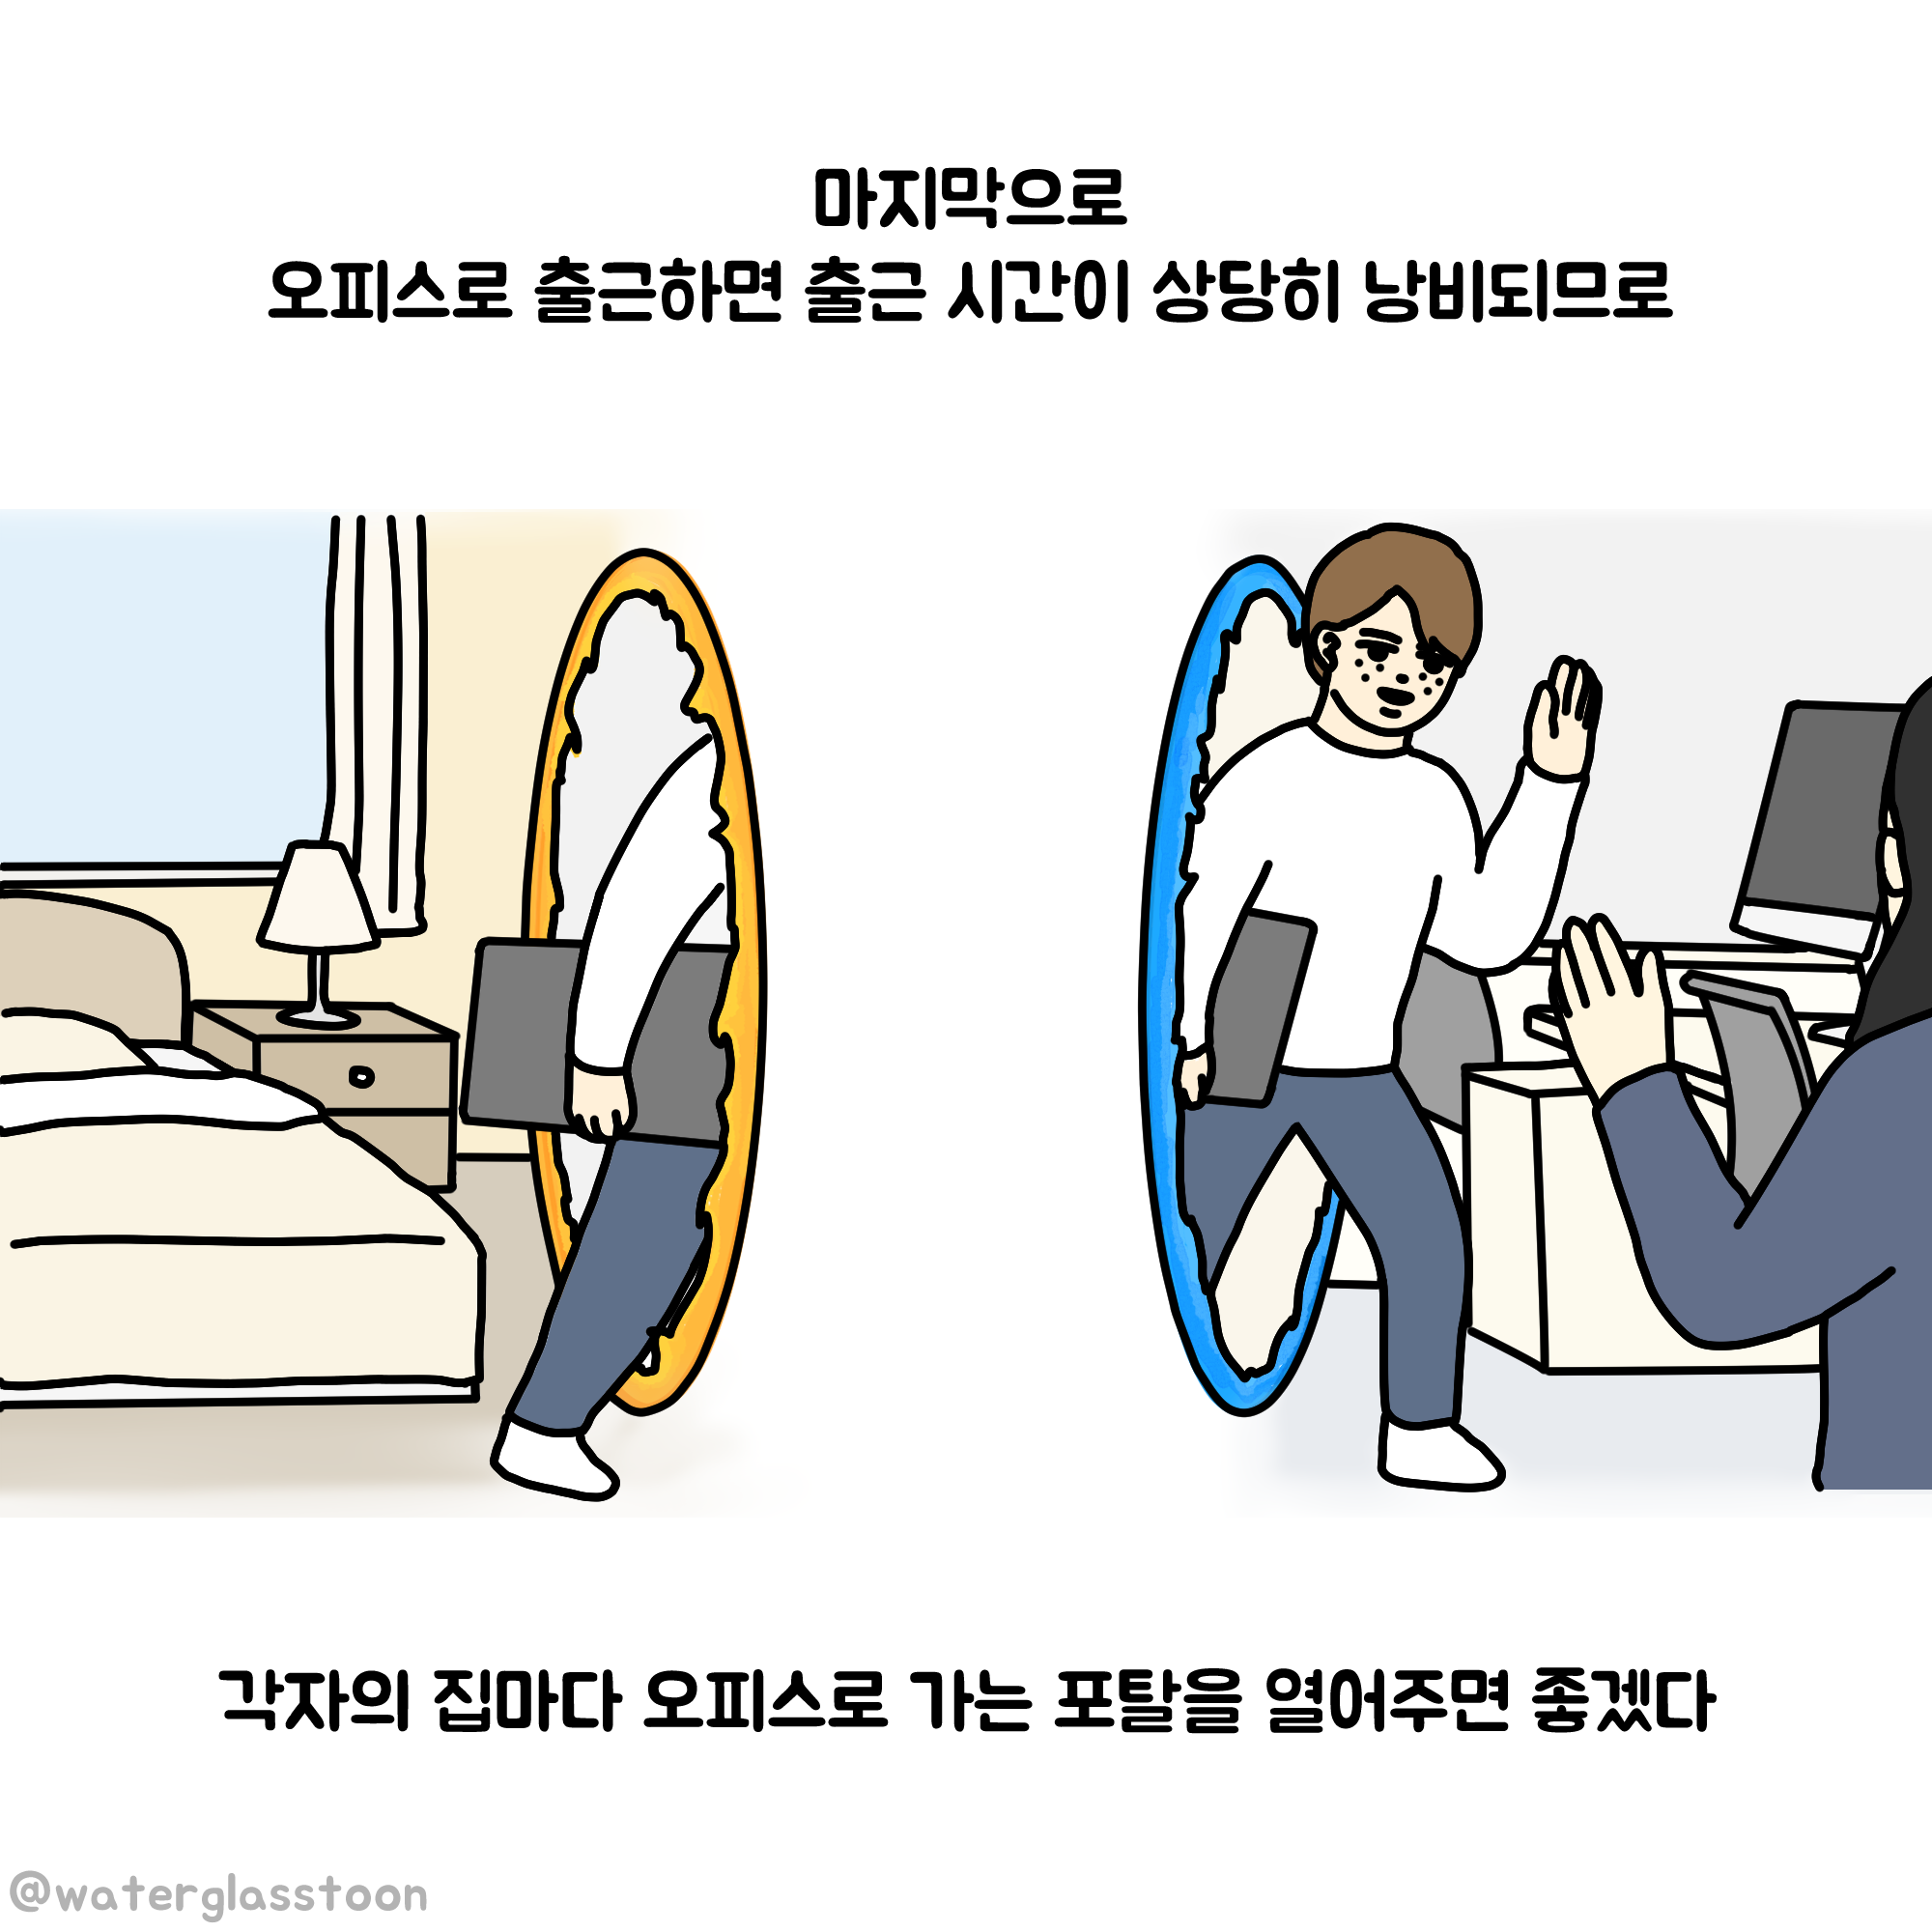 마지막으로
오피스로 출근하면 출근 시간이 상당히 낭비되므로
각자의 집마다 오피스로 가는 포탈을 열어주면 좋겠다
@waterglasstoon